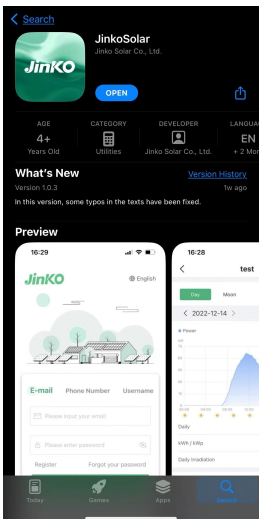 Search
JinKO
JinkoSolar
Jinko Solar Co., Ltd.
OPEN
AGE
4+
Years Old
CATEGORY
Utilities
DEVELOPER
Jinko Solar Co., Ltd.
LANGUA
EN
+ 2 Mor
What's New
Version History
Version 1.0.3
1w ago
In this version, some typos in the texts have been fixed.
Preview
16:29
JinKO
English
E-mail Phone Number Username
Please input your email
Please enter password
Register Forgot your password
16:28
test
Day Moon
2022-12-14
Power
Daily
kWh / kWp
Daily Irradiation
Today
Games
Apps
Search